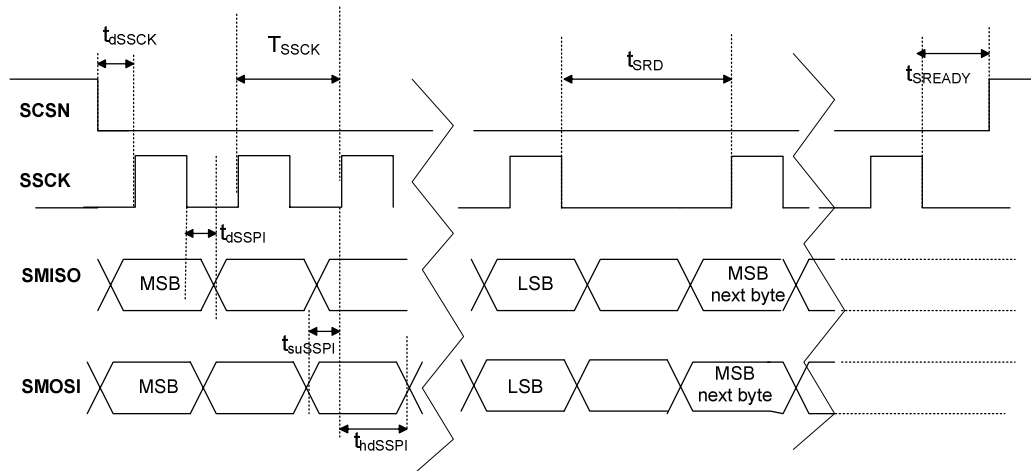 tdSSCK
TSSCK
tSRD
tSREADY
SCSN
SSCK
tdSSPI
SMISO
MSB
LSB
MSB
next byte
tsuSSPI
SMOSI
MSB
LSB
MSB
next byte
thdSSPI